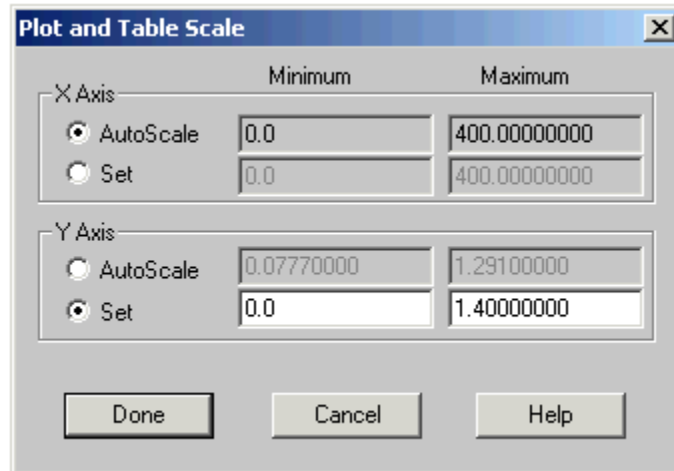 Plot and Table Scale
Minimum Maximum
X Axis
AutoScale 0.0 400.00000000
Set 0.0 400.00000000
Y Axis
AutoScale 0.07770000 1.29100000
Set 0.0 1.40000000
Done Cancel Help